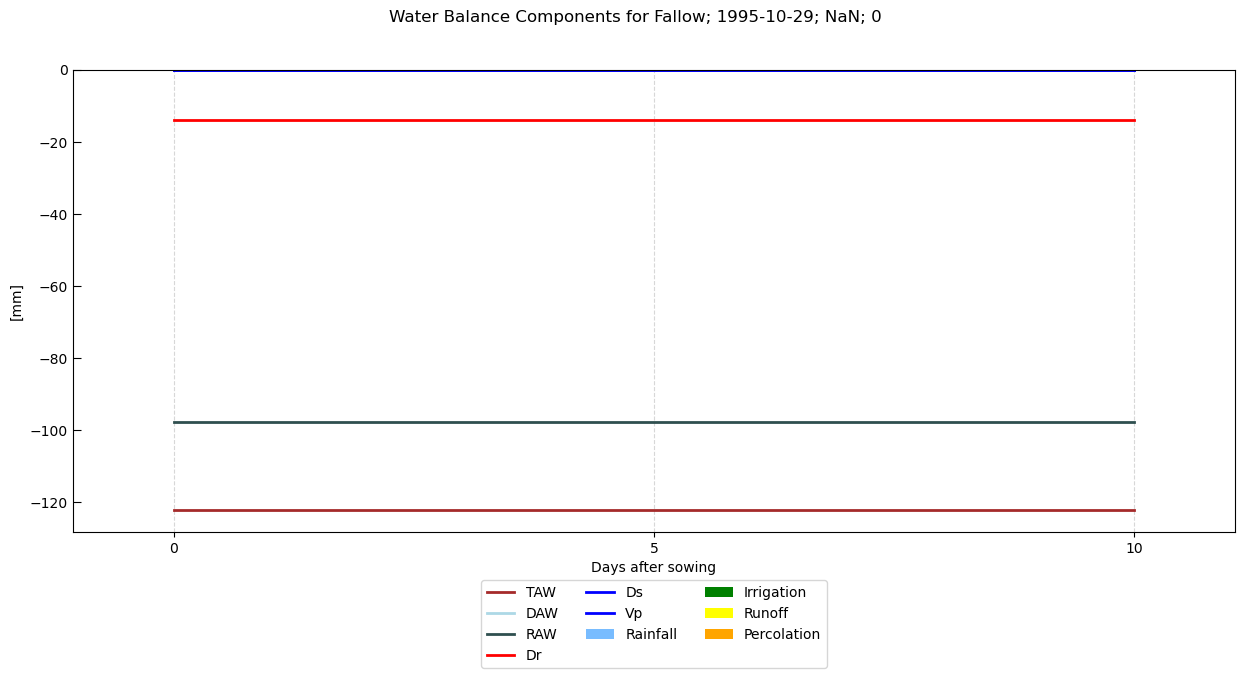 Water Balance Components for Fallow; 1995-10-29; NaN; 0
0
−20
−40
−60
−80
−100
−120
[mm]
0 5 10
Days after sowing
TAW Ds Irrigation
DAW Vp Runoff
RAW Rainfall Percolation
Dr